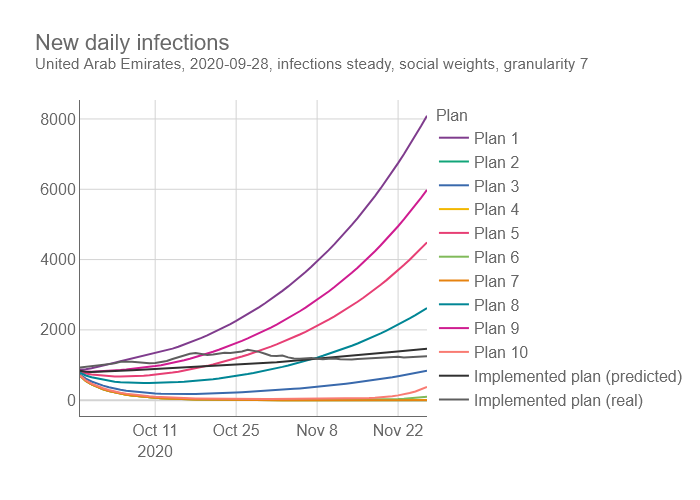 New daily infections
United Arab Emirates, 2020-09-28, infections steady, social weights, granularity 7
8000
6000
4000
2000
0
Oct 11
2020
Oct 25
Nov 8
Nov 22
Plan
Plan 1
Plan 2
Plan 3
Plan 4
Plan 5
Plan 6
Plan 7
Plan 8
Plan 9
Plan 10
Implemented plan (predicted)
Implemented plan (real)